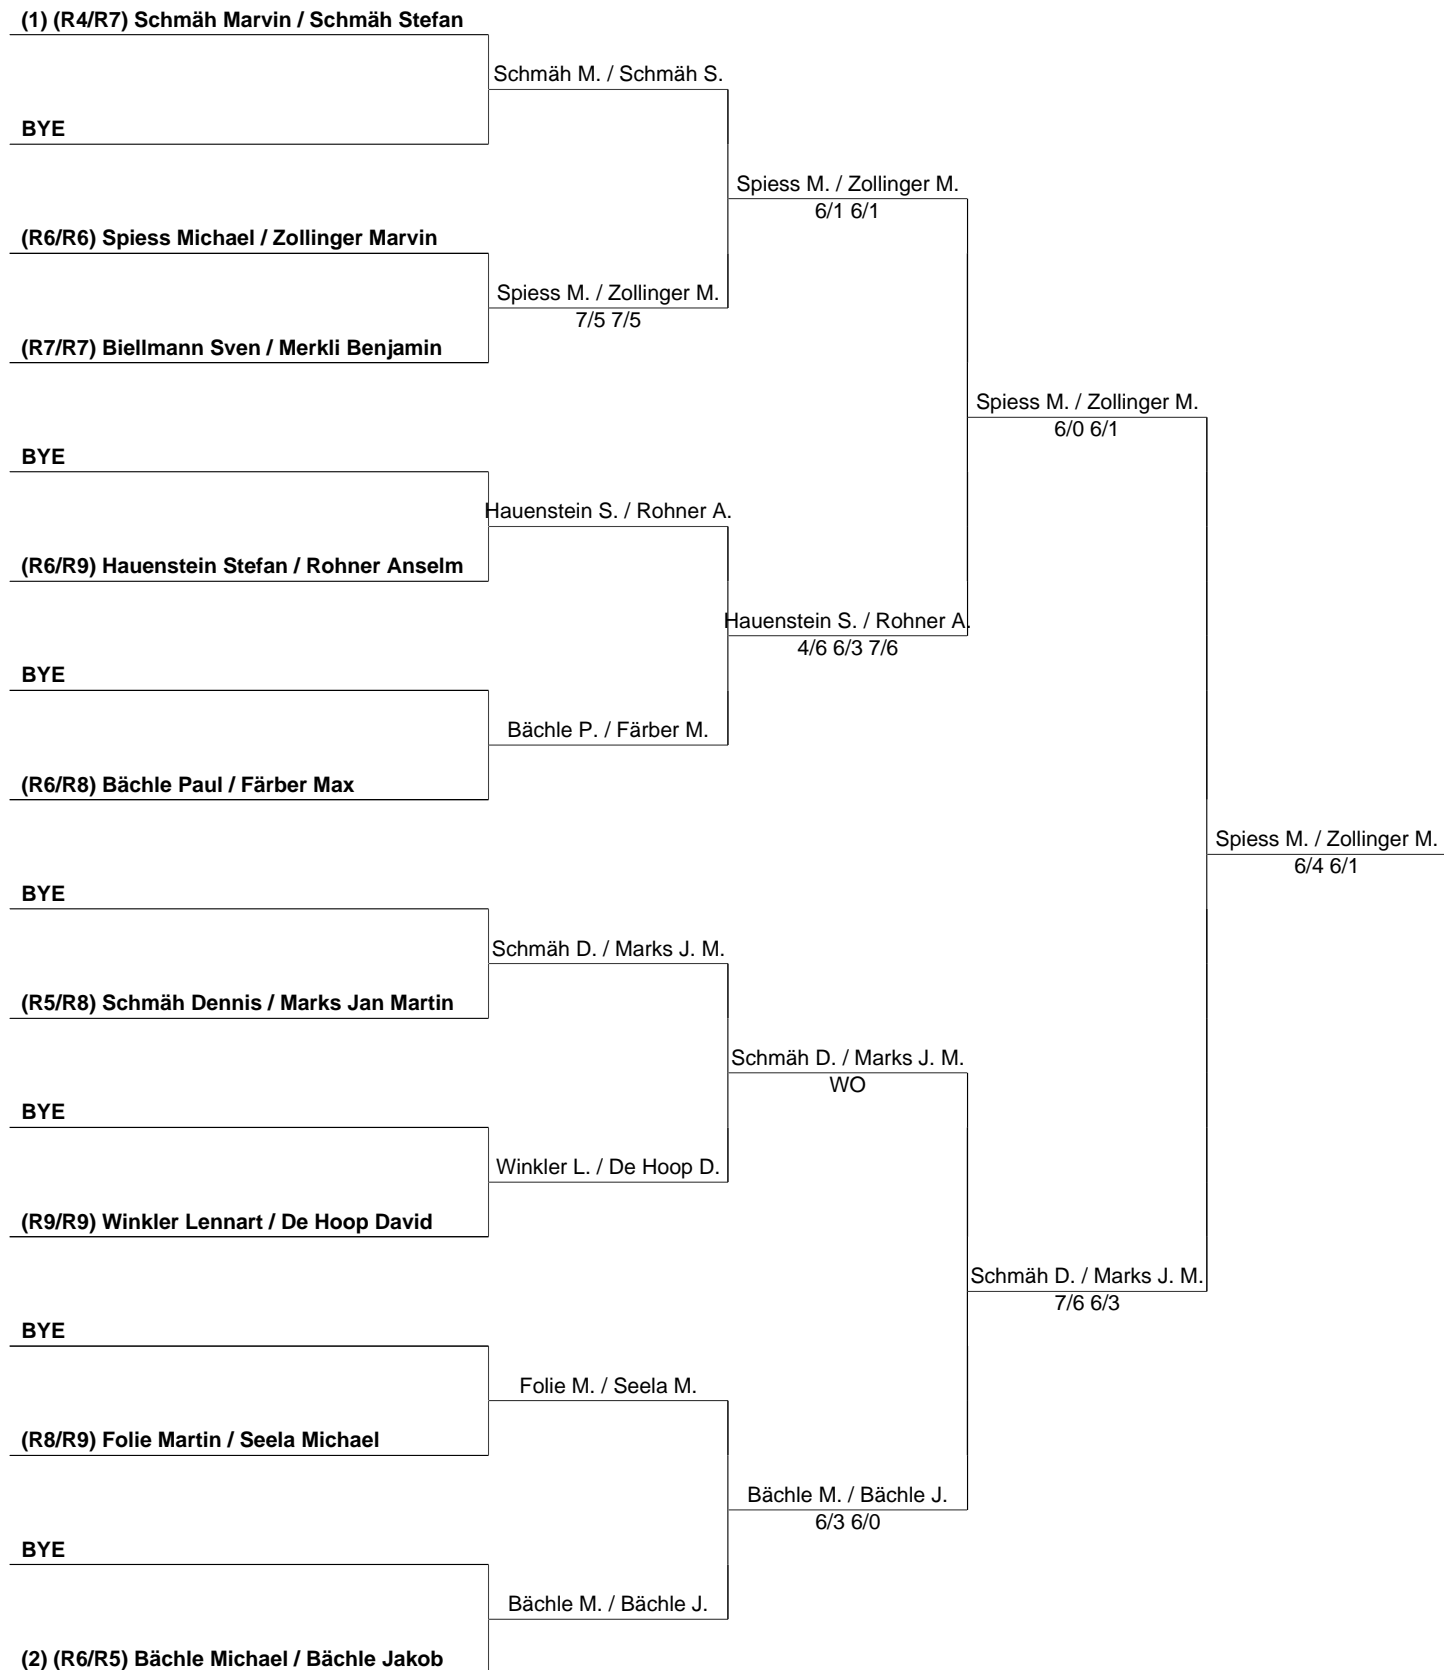 (1) (R4/R7) Schmäh Marvin / Schmäh Stefan
Schmäh M. / Schmäh S.
BYE
Spiess M. / Zollinger M.
6/1 6/1
(R6/R6) Spiess Michael / Zollinger Marvin
Spiess M. / Zollinger M.
7/5 7/5
(R7/R7) Biellmann Sven / Merkli Benjamin
Spiess M. / Zollinger M.
6/0 6/1
BYE
Hauenstein S. / Rohner A.
(R6/R9) Hauenstein Stefan / Rohner Anselm
Hauenstein S. / Rohner A.
4/6 6/3 7/6
BYE
Bächle P. / Färber M.
(R6/R8) Bächle Paul / Färber Max
Spiess M. / Zollinger M.
6/4 6/1
BYE
Schmäh D. / Marks J. M.
(R5/R8) Schmäh Dennis / Marks Jan Martin
Schmäh D. / Marks J. M.
WO
BYE
Winkler L. / De Hoop D.
(R9/R9) Winkler Lennart / De Hoop David
Schmäh D. / Marks J. M.
7/6 6/3
BYE
Folie M. / Seela M.
(R8/R9) Folie Martin / Seela Michael
Bächle M. / Bächle J.
6/3 6/0
BYE
Bächle M. / Bächle J.
(2) (R6/R5) Bächle Michael / Bächle Jakob